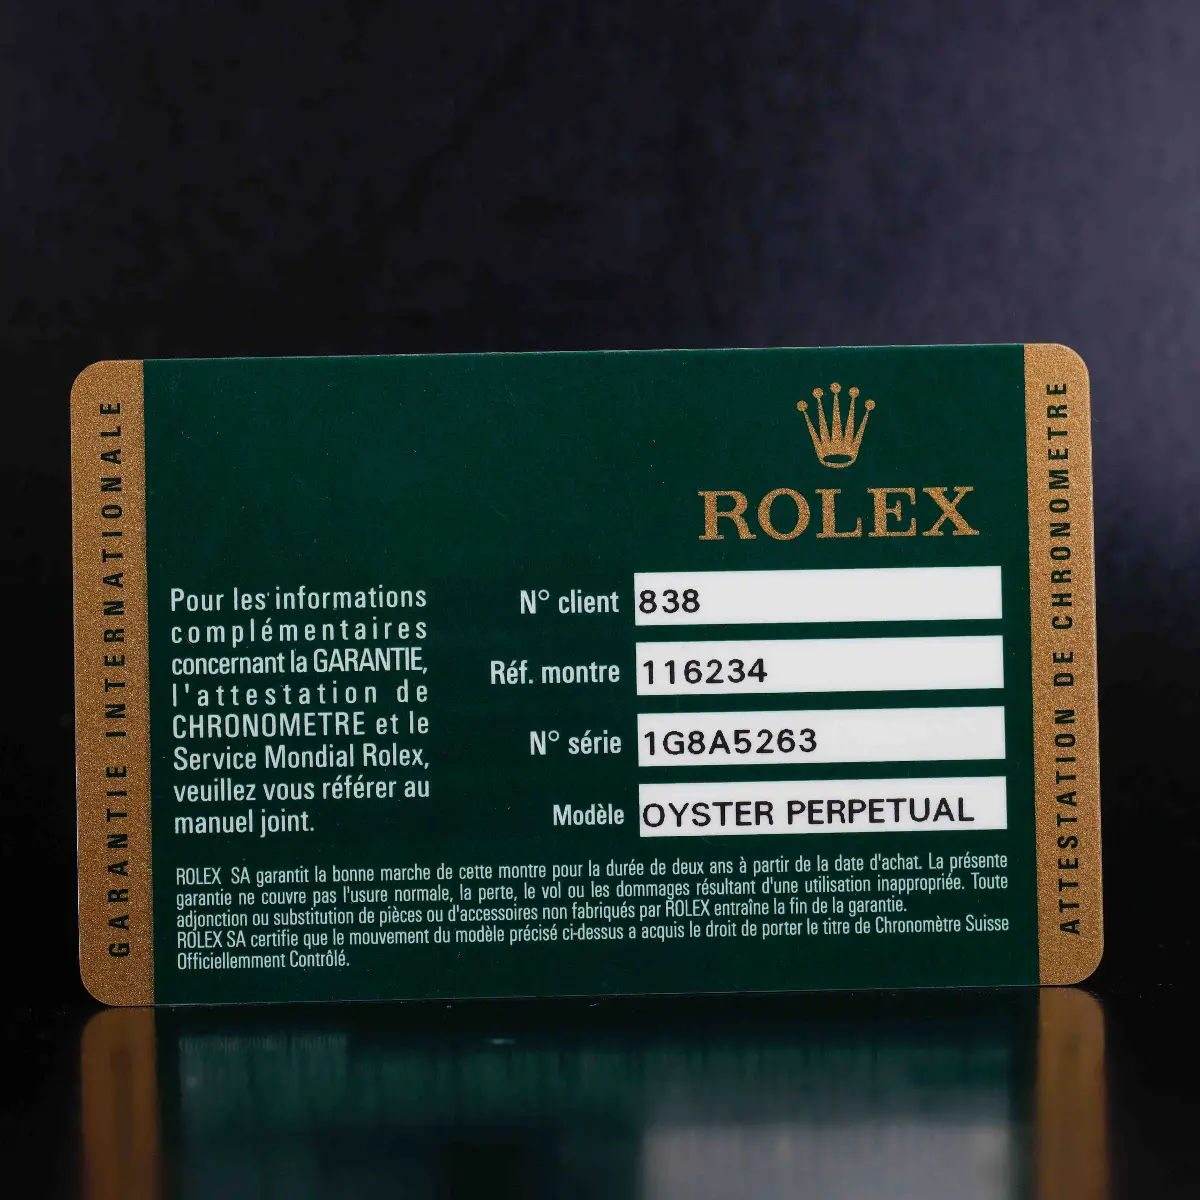 GARANTIE INTERNATIONALE
ROLEX
Pour les informations
complémentaires
concernant la GARANTIE,
l'attestation de
CHRONOMETRE et le
Service Mondial Rolex,
veuillez vous référer au
manuel joint.
N° client 838
Réf. montre 116234
N° série 1G8A5263
Modèle OYSTER PERPETUAL
ROLEX SA garantit la bonne marche de cette montre pour la durée de deux ans à partir de la date d'achat. La présente
garantie ne couvre pas l'usure normale, la perte, le vol ou les dommages résultant d'une utilisation inappropriée. Toute
adjonction ou substitution de pièces ou d'accessoires non fabriqués par ROLEX entraîne la fin de la garantie.
ROLEX SA certifie que le mouvement du modèle précisé ci-dessus a acquis le droit de porter le titre de Chronomètre Suisse
Officiellemment Contrôlé.
ATTESTATION DE CHRONOMETRE